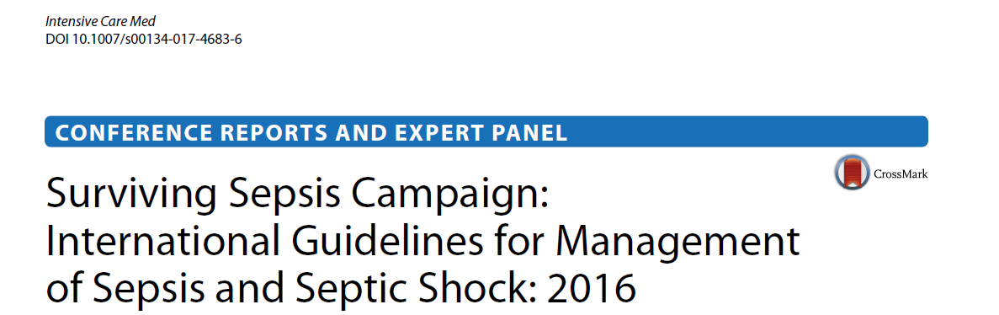 Intensive Care Med
DOI 10.1007/s00134-017-4683-6
CONFERENCE REPORTS AND EXPERT PANEL
CrossMark
Surviving Sepsis Campaign:
International Guidelines for Management
of Sepsis and Septic Shock: 2016